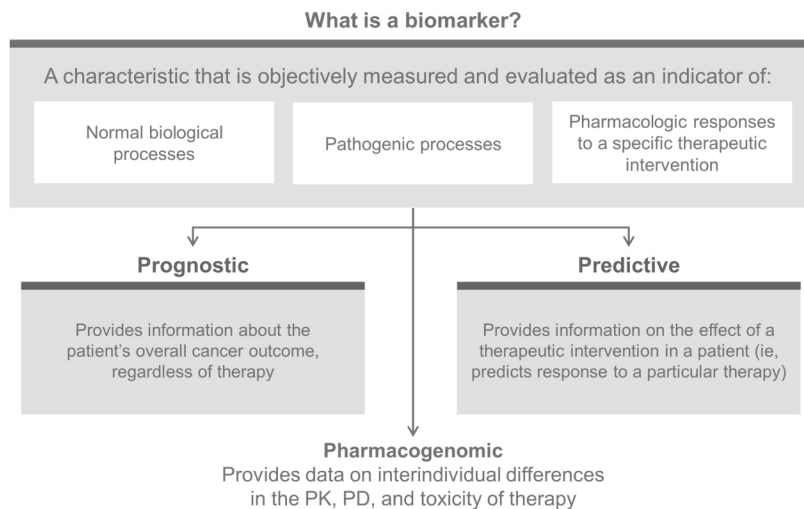 What is a biomarker?
A characteristic that is objectively measured and evaluated as an indicator of:
Normal biological
processes
Pathogenic processes
Pharmacologic responses
to a specific therapeutic
intervention
Prognostic
Provides information about the
patient's overall cancer outcome,
regardless of therapy
Predictive
Provides information on the effect of a
therapeutic intervention in a patient (ie,
predicts response to a particular therapy)
Pharmacogenomic
Provides data on interindividual differences
in the PK, PD, and toxicity of therapy